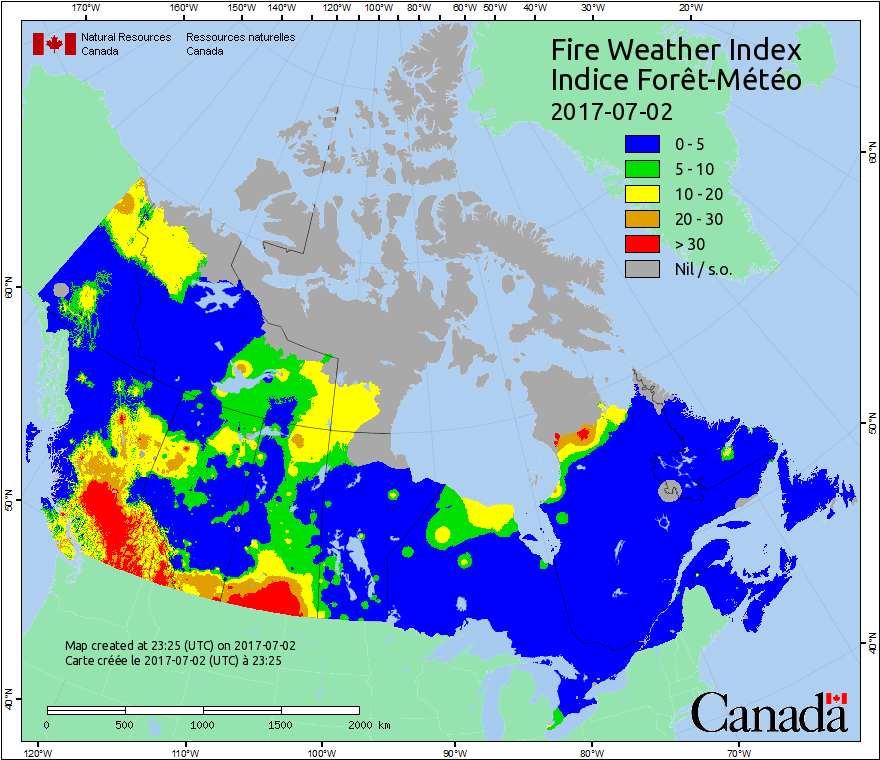 170°W 160°W 150°W 140°W 130°W 120°W 110°W 100°W 90°W 80°W 70°W 60°W 50°W 40°W 30°W 20°W
Natural Resources Ressources naturelles
Canada Canada
Fire Weather Index
Indice Forêt-Météo
2017-07-02
0 - 5
5 - 10
10 - 20
20 - 30
> 30
Nil / s.o.
60°N
60°N
50°N
50°N
40°N
40°N
Map created at 23:25 (UTC) on 2017-07-02
Carte créée le 2017-07-02 (UTC) à 23:25
0 500 1000 1500 2000 km
Canada
120°W 110°W 100°W 90°W 80°W 70°W